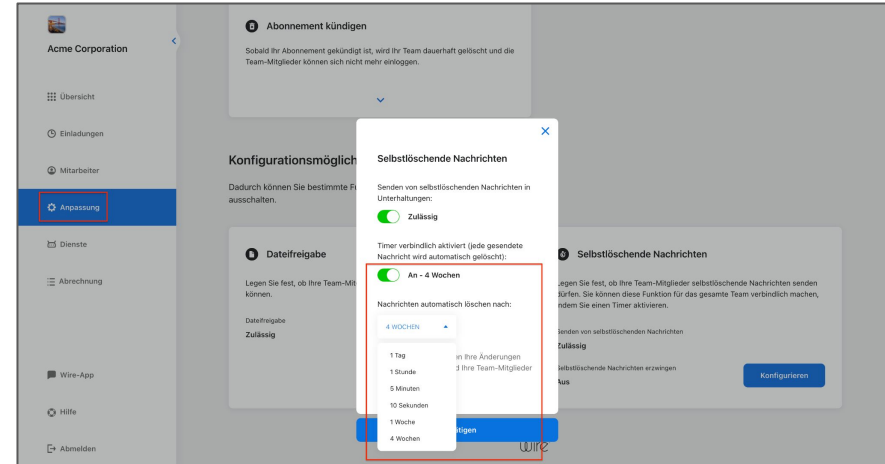 Acme Corporation
Übersicht
Einladungen
Mitarbeiter
Anpassung
Dienste
Abrechnung
Wire-App
Hilfe
Abmelden
Abonnement kündigen
Sobald Ihr Abonnement gekündigt ist, wird Ihr Team dauerhaft gelöscht und die
Team-Mitglieder können sich nicht mehr einloggen.
Konfigurationsmöglich
Dadurch können Sie bestimmte F
ausschalten.
Dateifreigabe
Legen Sie fest, ob Ihre Team-Mit
können.
Dateifreigabe
Zulässig
Selbstlöschende Nachrichten
Senden von selbstlöschenden Nachrichten in
Unterhaltungen:
Zulässig
Timer verbindlich aktiviert (jede gesendete
Nachricht wird automatisch gelöscht):
An - 4 Wochen
Nachrichten automatisch löschen nach:
4 WOCHEN
1 Tag
1 Stunde
5 Minuten
10 Sekunden
1 Woche
4 Wochen
en Ihre Änderungen
d Ihre Team-Mitglieder
tigen
wire
Selbstlöschende Nachrichten
Legen Sie fest, ob Ihre Team-Mitglieder selbstlöschende Nachrichten senden
dürfen. Sie können diese Funktion für das gesamte Team verbindlich machen,
indem Sie einen Timer aktivieren.
Senden von selbstlöschenden Nachrichten
Zulässig
Selbstlöschende Nachrichten erzwingen
Aus
Konfigurieren